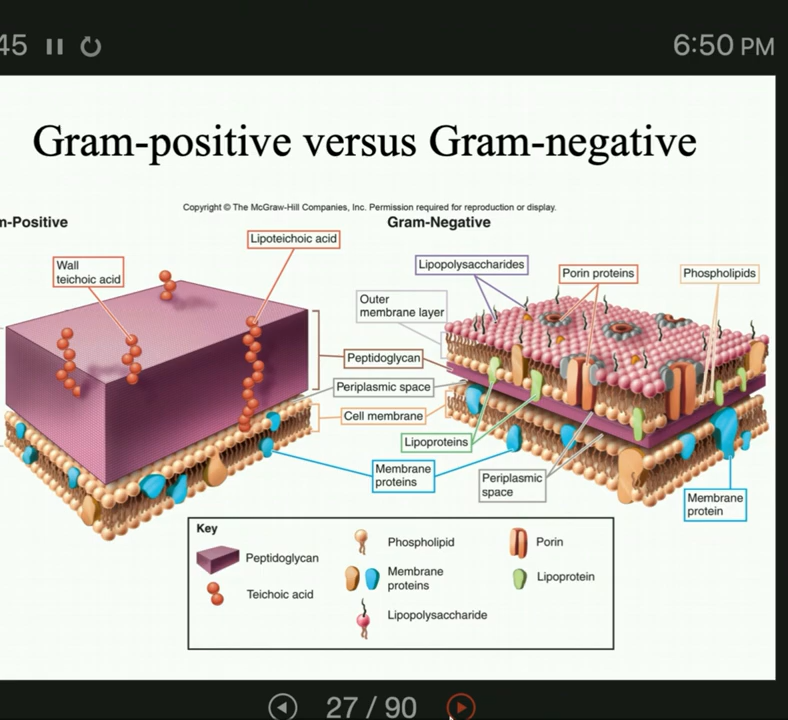 45
6:50 PM
Gram-positive versus Gram-negative
Copyright © The McGraw-Hill Companies, Inc. Permission required for reproduction or display.
m-Positive
Gram-Negative
Wall
teichoic acid
Lipoteichoic acid
Lipopolysaccharides
Porin proteins
Phospholipids
Outer
membrane layer
Peptidoglycan
Periplasmic space
Cell membrane
Lipoproteins
Membrane
proteins
Periplasmic
space
Membrane
protein
Key
Peptidoglycan
Teichoic acid
Phospholipid
Membrane
proteins
Lipopolysaccharide
Porin
Lipoprotein
27 / 90